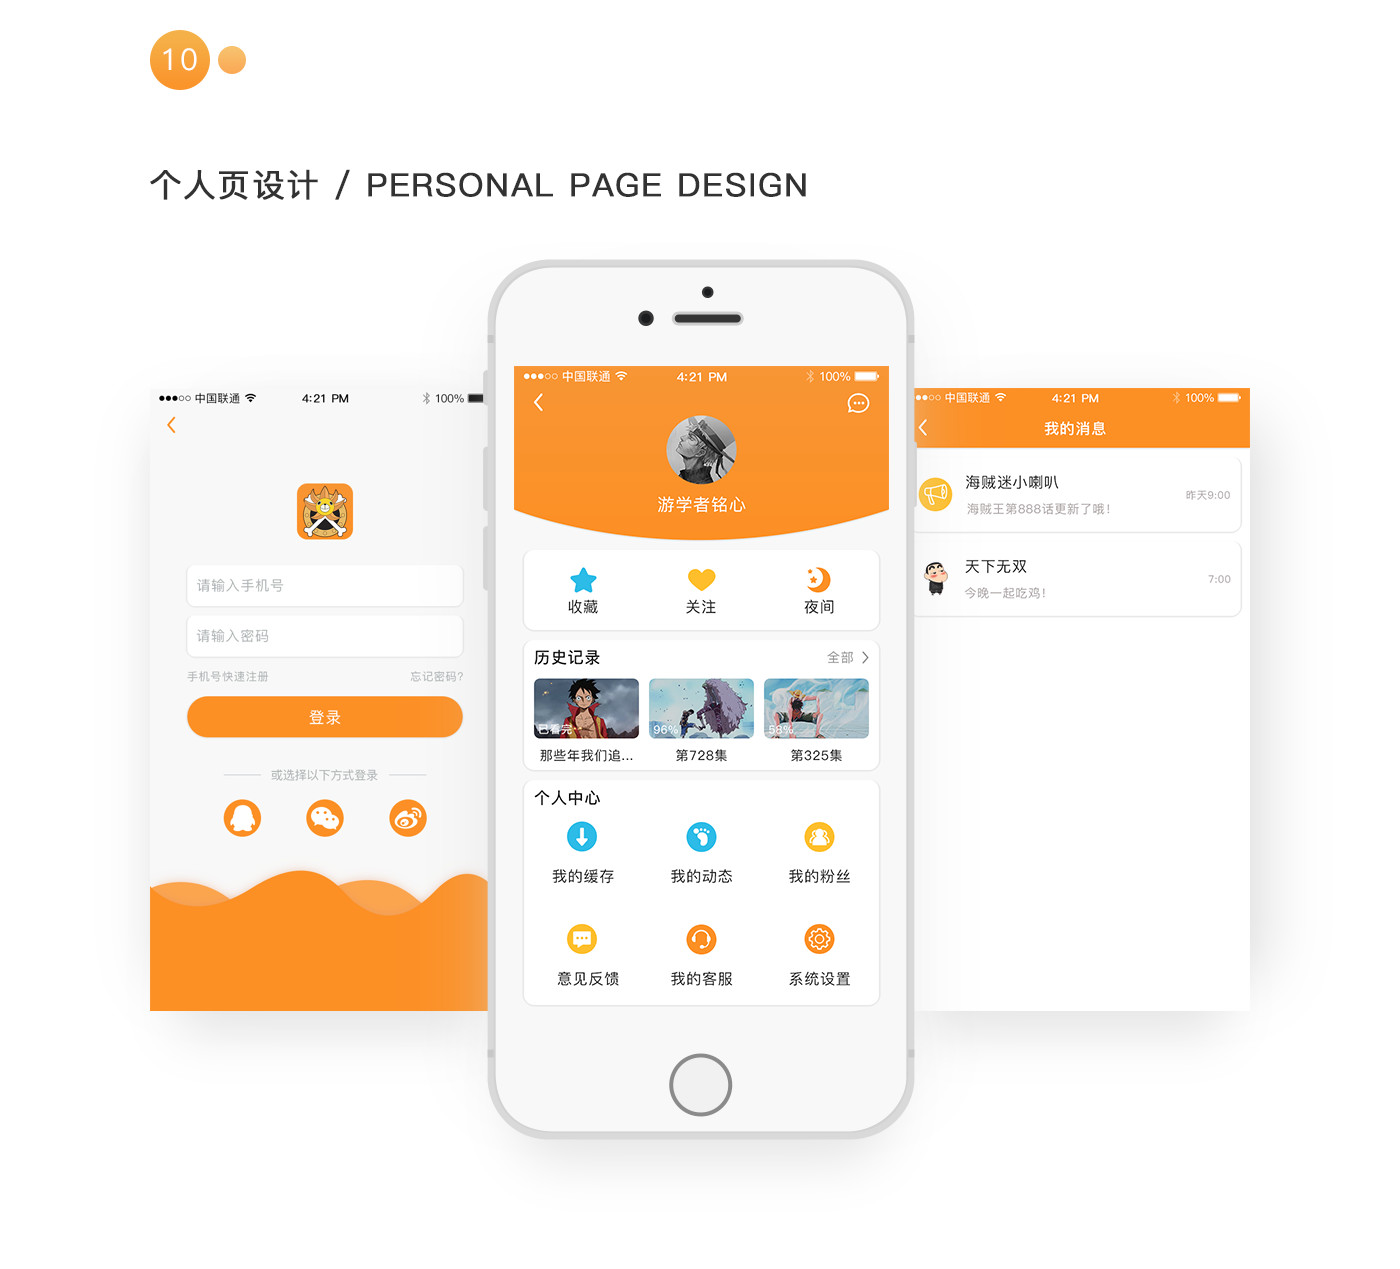 10
个人页设计 / PERSONAL PAGE DESIGN
中国联通 4:21 PM 100%
请输入手机号
请输入密码
手机号快速注册 忘记密码?
登录
或选择以下方式登录
中国联通 4:21 PM 100%
游学者铭心
收藏 关注 夜间
历史记录 全部
已看完 96% 58%
那些年我们追... 第728集 第325集
个人中心
我的缓存 我的动态 我的粉丝
意见反馈 我的客服 系统设置
中国联通 4:21 PM 100%
我的消息
海贼迷小喇叭
海贼王第888话更新了哦!
昨天9:00
天下无双
今晚一起吃鸡!
7:00